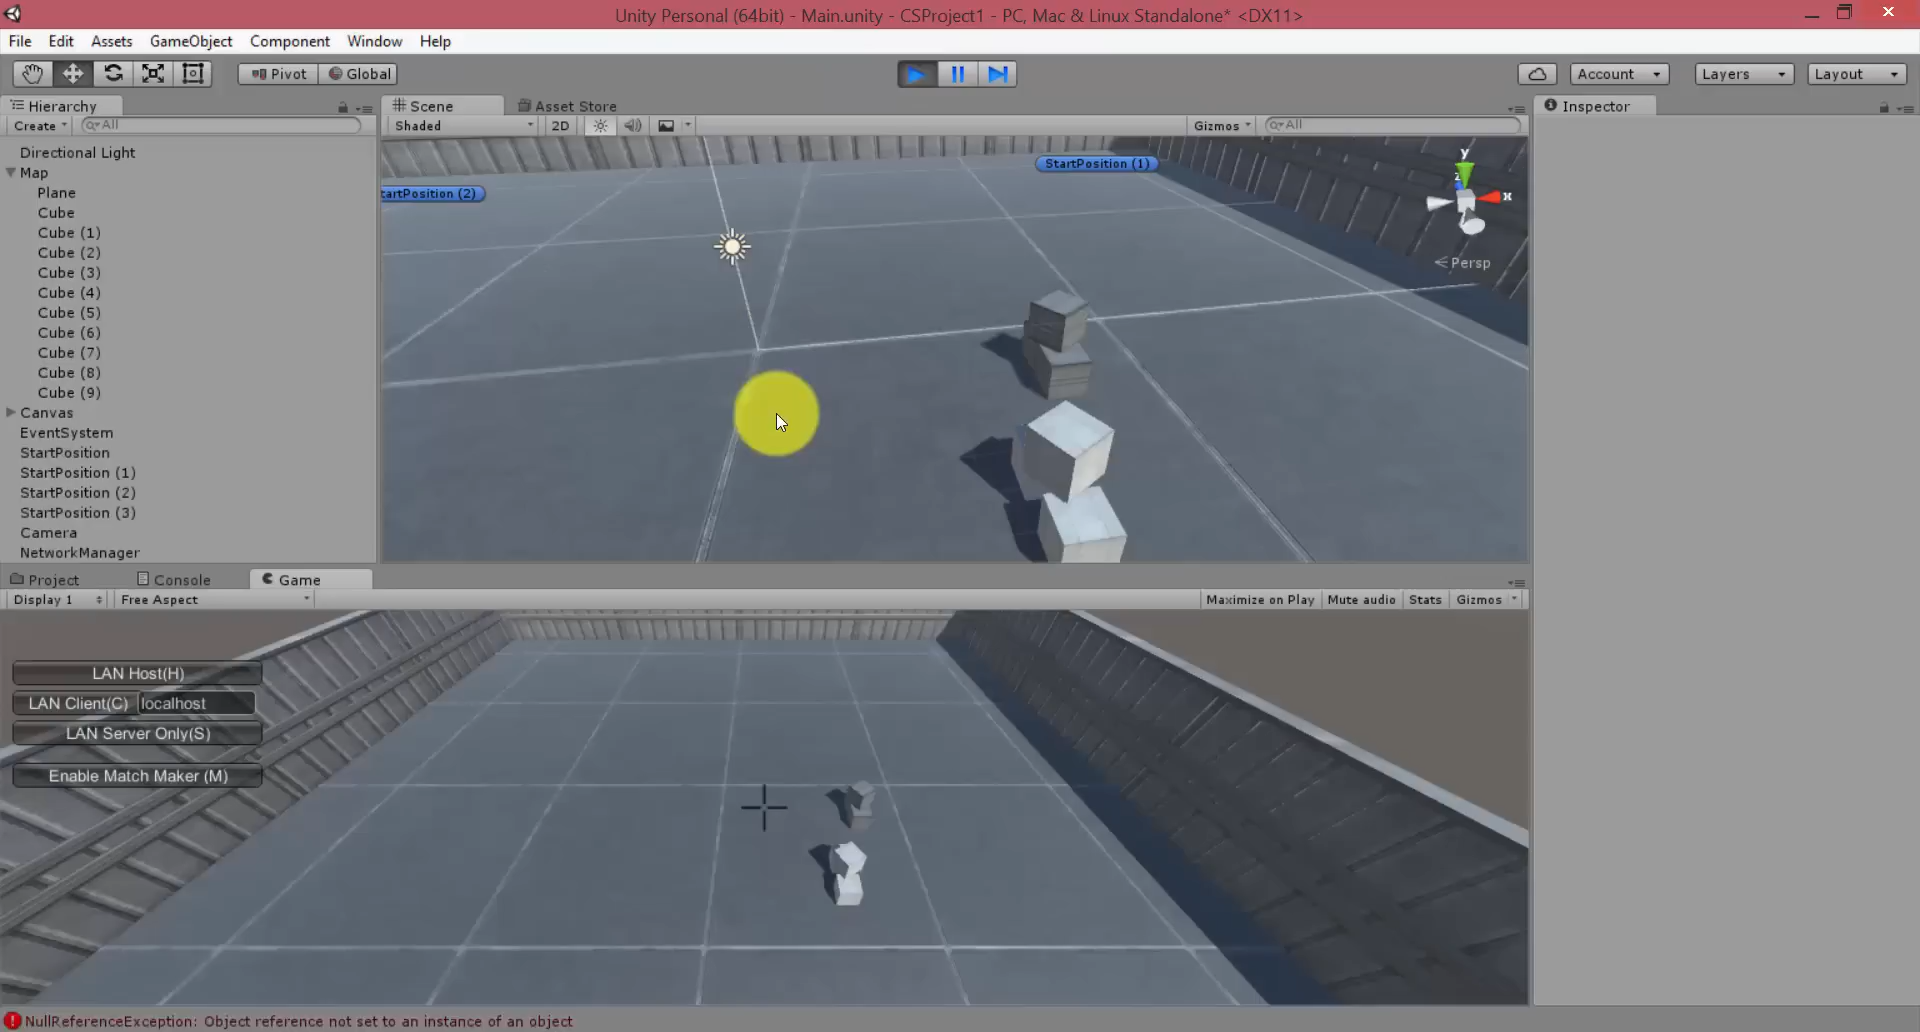 Unity Personal (64bit) - Main.unity - CSProject1 - PC, Mac & Linux Standalone* <DX11>
File Edit Assets GameObject Component Window Help
Pivot Global Account Layers Layout
Hierarchy Scene Asset Store Inspector
Create All Shaded 2D Gizmos All
Directional Light
Map
Plane
Cube
Cube (1)
Cube (2)
Cube (3)
Cube (4)
Cube (5)
Cube (6)
Cube (7)
Cube (8)
Cube (9)
Canvas
EventSystem
StartPosition
StartPosition (1)
StartPosition (2)
StartPosition (3)
Camera
NetworkManager
StartPosition (1)
tartPosition (2)
y
z
x
Persp
Project Console Game
Display 1 Free Aspect Maximize on Play Mute audio Stats Gizmos
LAN Host(H)
LAN Client(C) localhost
LAN Server Only(S)
Enable Match Maker (M)
NullReferenceException: Object reference not set to an instance of an object